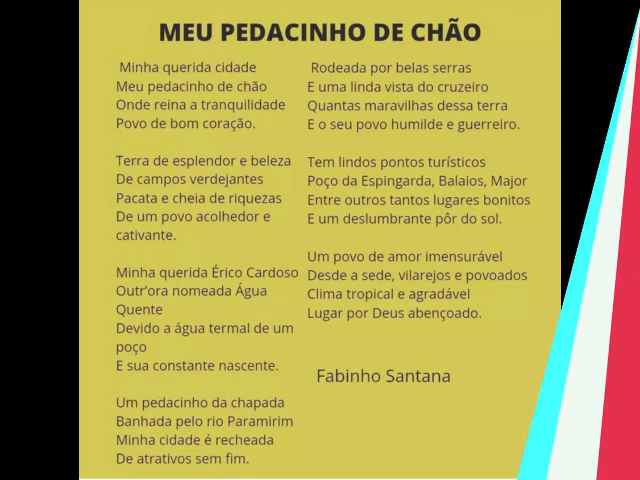 MEU PEDACINHO DE CHÃO
Minha querida cidade
Meu pedacinho de chão
Onde reina a tranquilidade
Povo de bom coração.
Terra de esplendor e beleza
De campos verdejantes
Pacata e cheia de riquezas
De um povo acolhedor e
cativante.
Minha querida Érico Cardoso
Outr'ora nomeada Água
Quente
Devido a água termal de um
poço
E sua constante nascente.
Um pedacinho da chapada
Banhada pelo rio Paramirim
Minha cidade é recheada
De atrativos sem fim.
Rodeada por belas serras
E uma linda vista do cruzeiro
Quantas maravilhas dessa terra
E o seu povo humilde e guerreiro.
Tem lindos pontos turísticos
Poço da Espingarda, Balaios, Major
Entre outros tantos lugares bonitos
E um deslumbrante pôr do sol.
Um povo de amor imensurável
Desde a sede, vilarejos e povoados
Clima tropical e agradável
Lugar por Deus abençoado.
Fabinho Santana